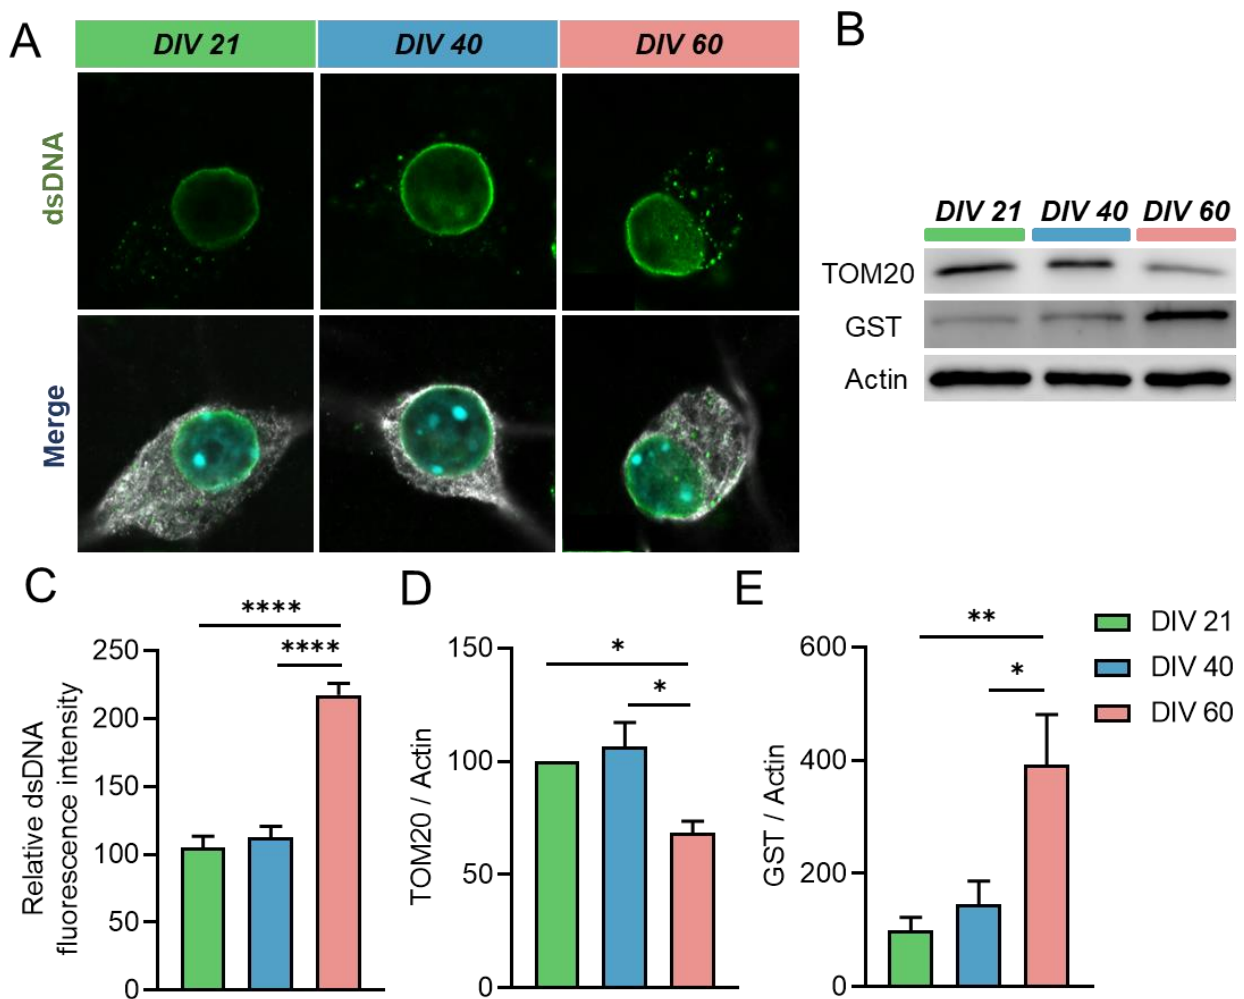 A
DIV 21
DIV 40
DIV 60
dsDNA
Merge
B
DIV 21
DIV 40
DIV 60
TOM20
GST
Actin
C
****
****
250
200
150
100
50
0
Relative dsDNA
fluorescence intensity
D
*
*
150
100
50
0
TOM20 / Actin
E
**
*
600
400
200
0
GST / Actin
DIV 21
DIV 40
DIV 60